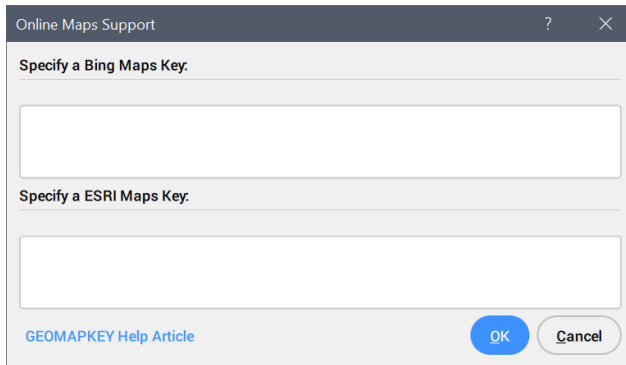 Online Maps Support ?
Specify a Bing Maps Key:
Specify a ESRI Maps Key:
GEOMAPKEY Help Article
OK Cancel